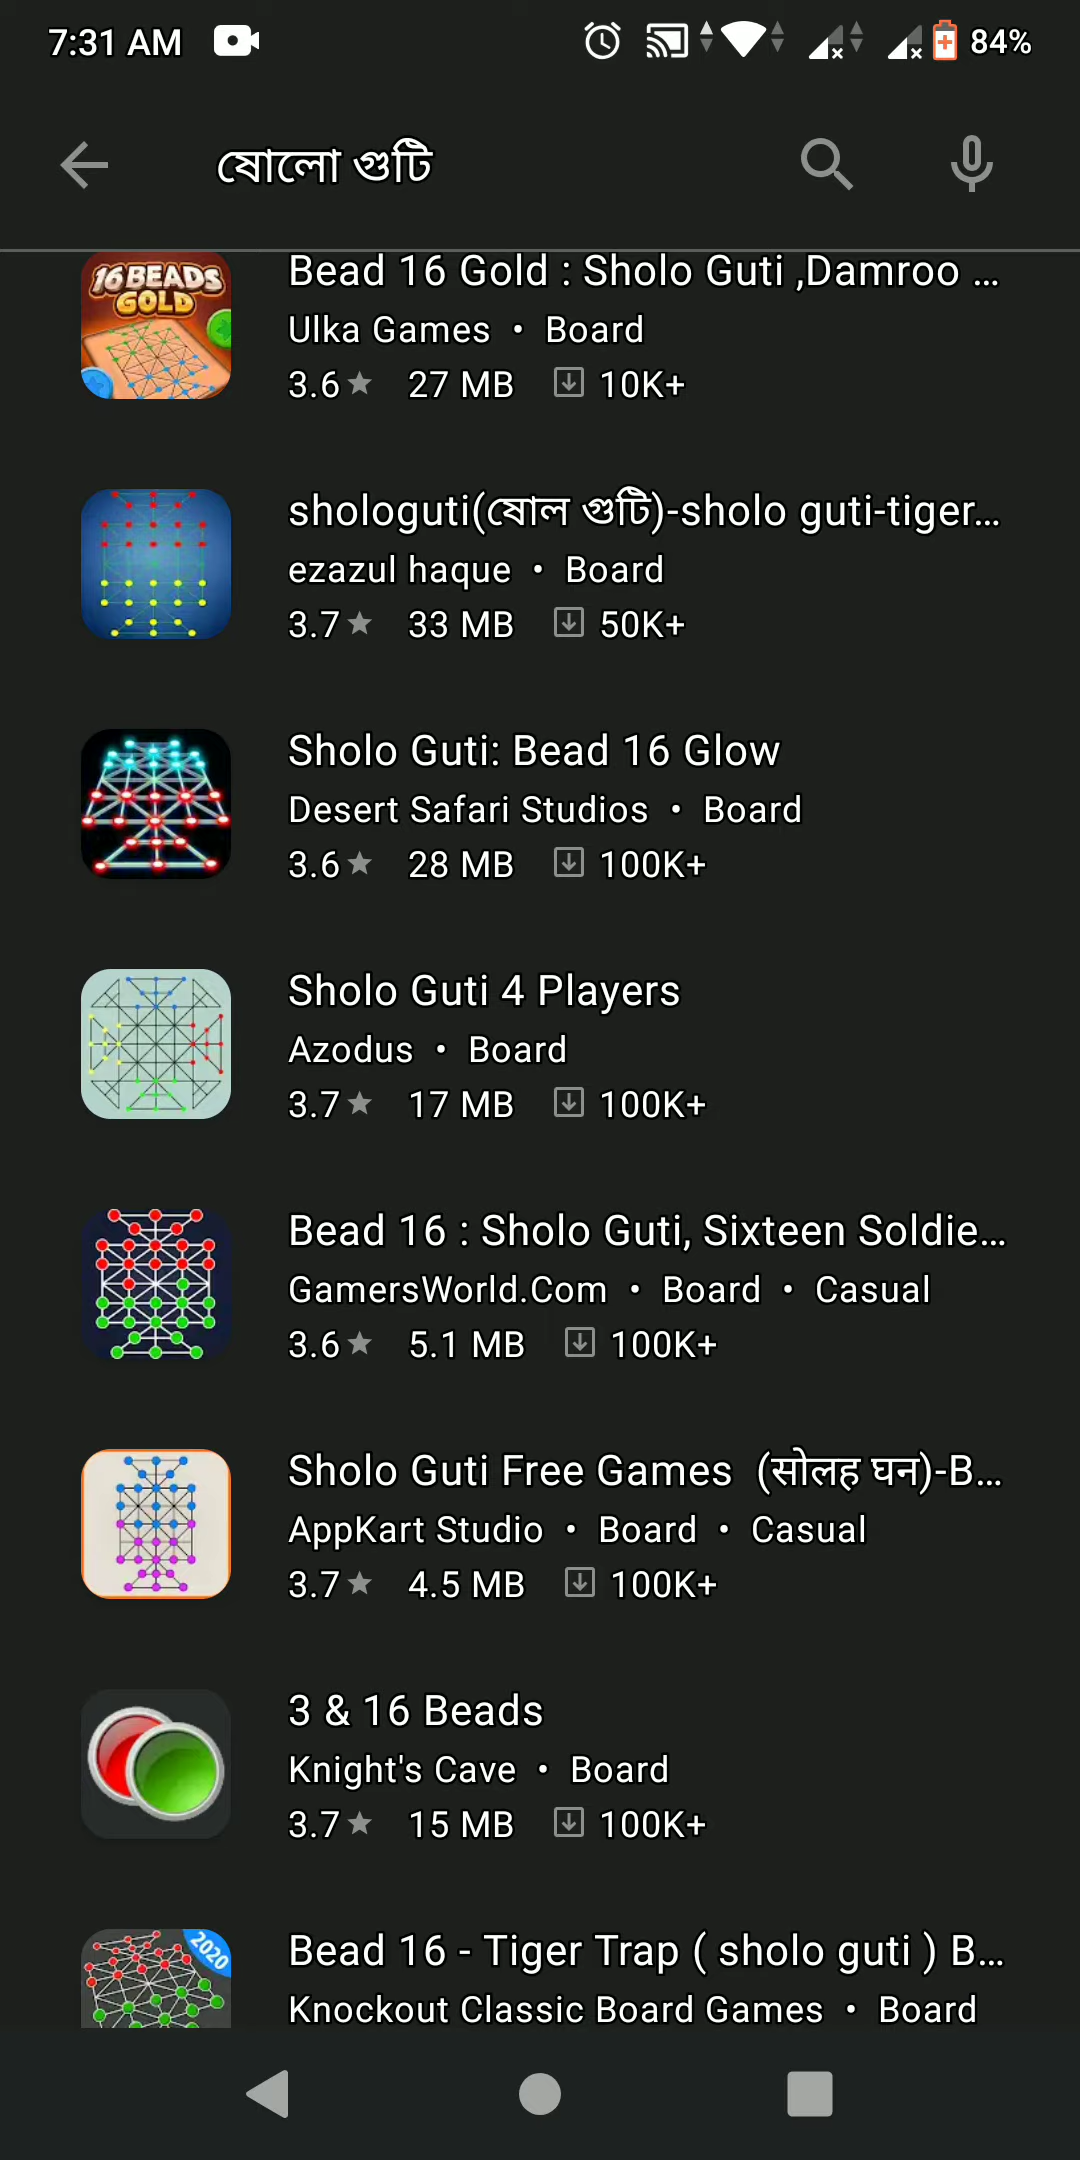 7:31 AM 84%
ষোলো গুটি
16 BEADS
GOLD
Bead 16 Gold : Sholo Guti ,Damroo ...
Ulka Games • Board
3.6 27 MB 10K+
shologuti(ষোল গুটি)-sholo guti-tiger...
ezazul haque • Board
3.7 33 MB 50K+
Sholo Guti: Bead 16 Glow
Desert Safari Studios • Board
3.6 28 MB 100K+
Sholo Guti 4 Players
Azodus • Board
3.7 17 MB 100K+
Bead 16 : Sholo Guti, Sixteen Soldie...
GamersWorld.Com • Board • Casual
3.6 5.1 MB 100K+
Sholo Guti Free Games (सोलह घन)-B...
AppKart Studio • Board • Casual
3.7 4.5 MB 100K+
3 & 16 Beads
Knight's Cave • Board
3.7 15 MB 100K+
2020
Bead 16 - Tiger Trap ( sholo guti ) B...
Knockout Classic Board Games • Board